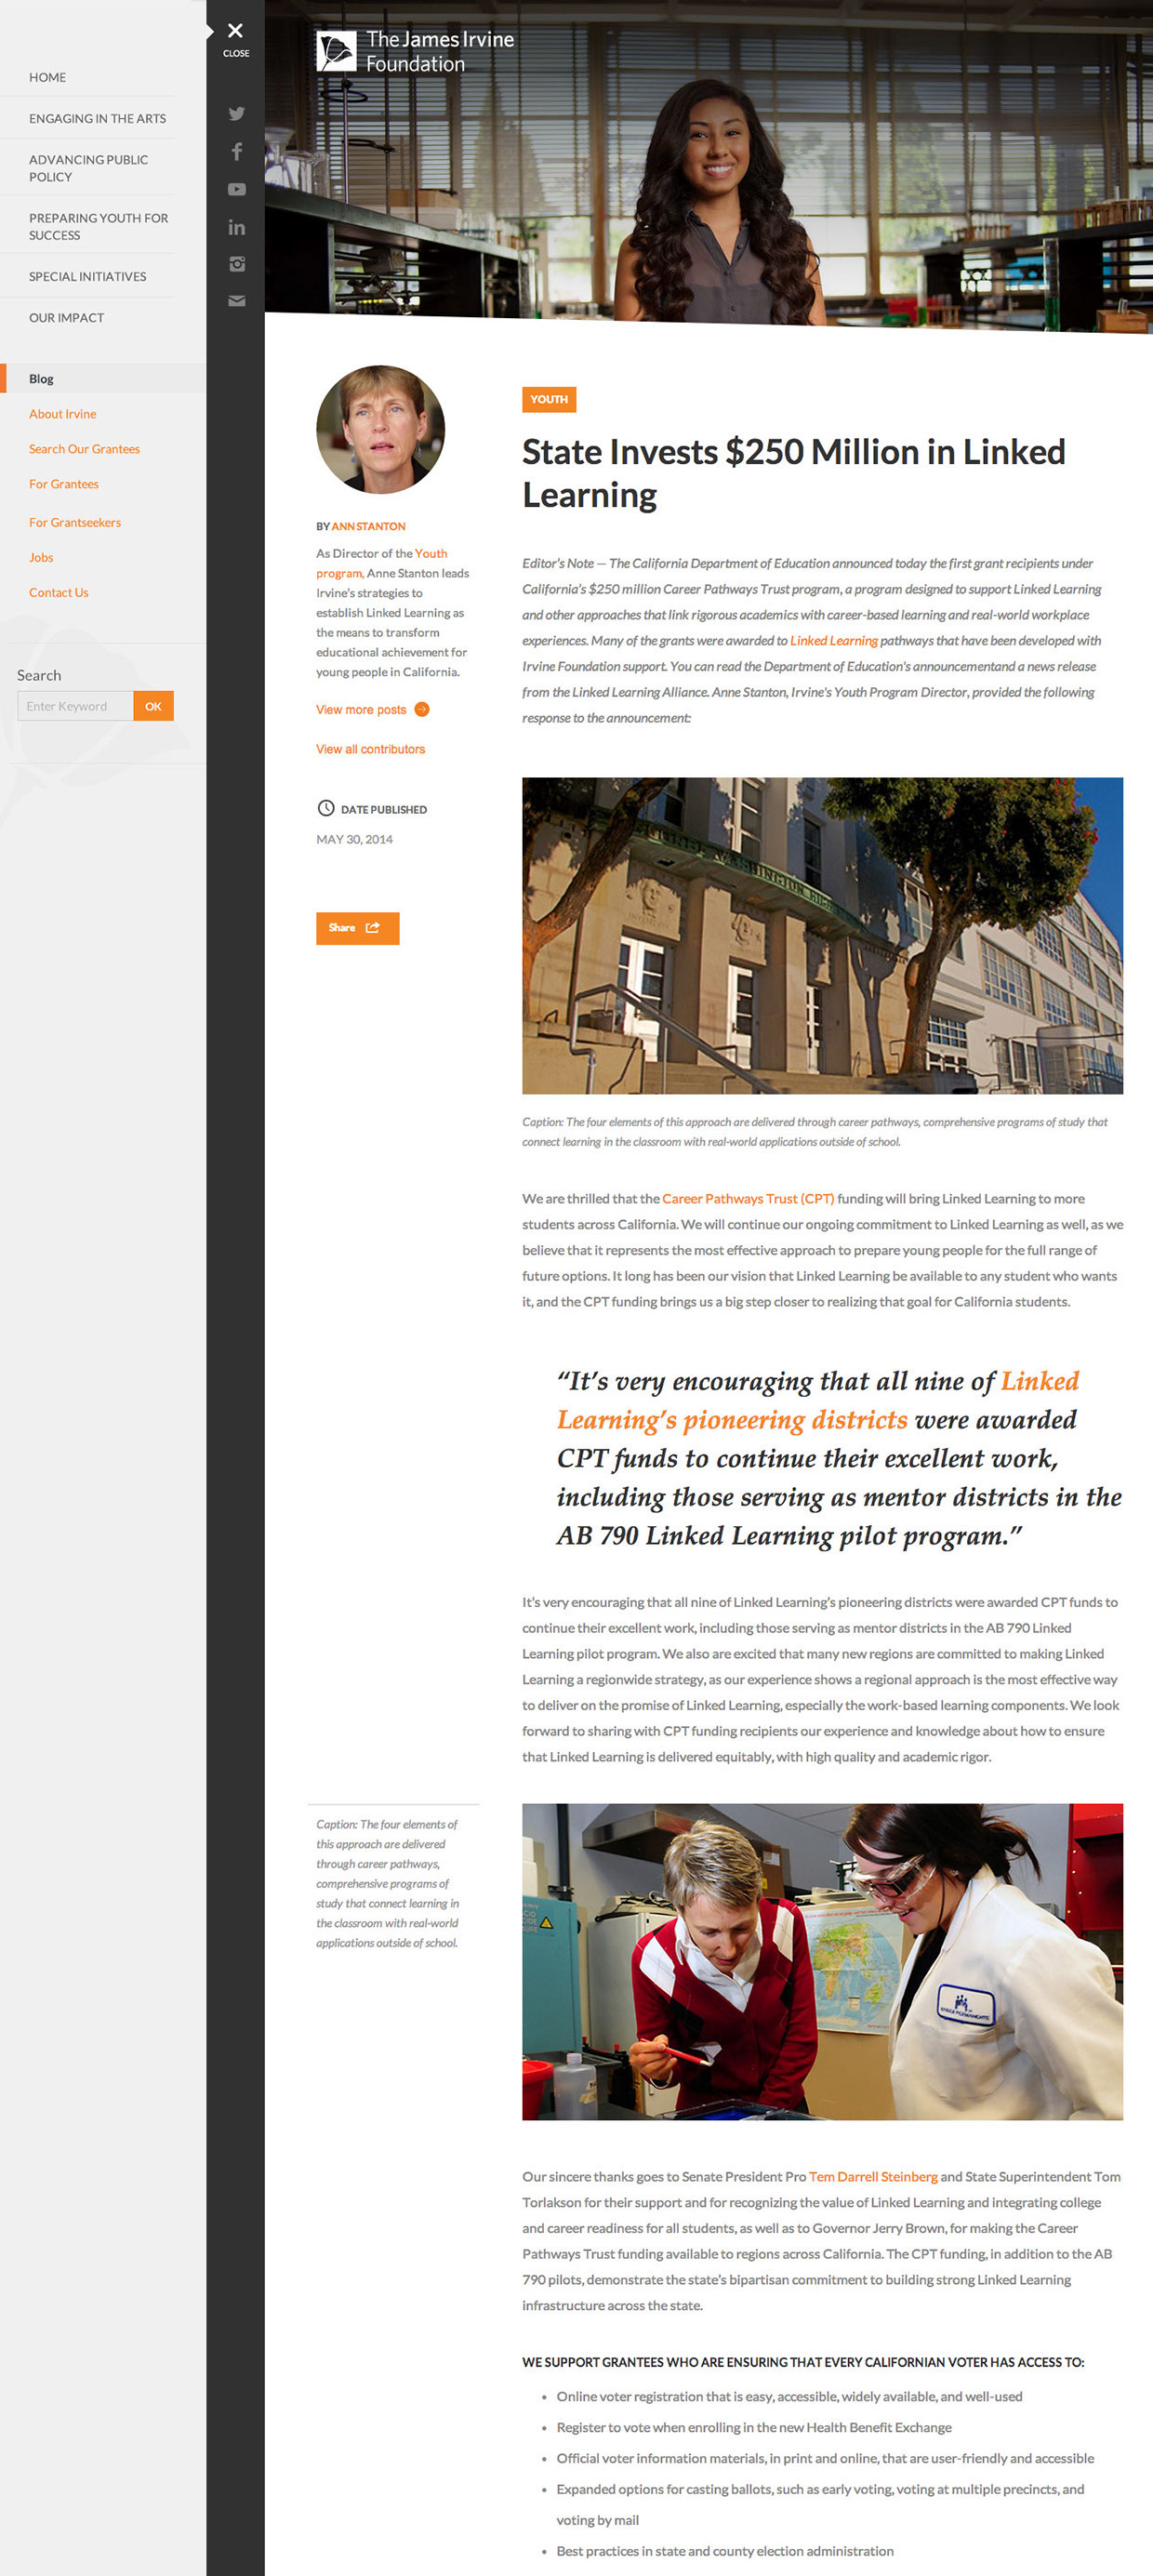 HOME
ENGAGING IN THE ARTS
ADVANCING PUBLIC
POLICY
PREPARING YOUTH FOR
SUCCESS
SPECIAL INITIATIVES
OUR IMPACT
Blog
About Irvine
Search Our Grantees
For Grantees
For Grantseekers
Jobs
Contact Us
Search
Enter Keyword
OK
CLOSE
The James Irvine
Foundation
BY ANN STANTON
As Director of the Youth
program, Anne Stanton leads
Irvine's strategies to
establish Linked Learning as
the means to transform
educational achievement for
young people in California.
View more posts
View all contributors
DATE PUBLISHED
MAY 30, 2014
Share
YOUTH
State Invests $250 Million in Linked
Learning
Editor's Note — The California Department of Education announced today the first grant recipients under
California's $250 million Career Pathways Trust program, a program designed to support Linked Learning
and other approaches that link rigorous academics with career-based learning and real-world workplace
experiences. Many of the grants were awarded to Linked Learning pathways that have been developed with
Irvine Foundation support. You can read the Department of Education's announcementand a news release
from the Linked Learning Alliance. Anne Stanton, Irvine's Youth Program Director, provided the following
response to the announcement:
Caption: The four elements of this approach are delivered through career pathways, comprehensive programs of study that
connect learning in the classroom with real-world applications outside of school.
We are thrilled that the Career Pathways Trust (CPT) funding will bring Linked Learning to more
students across California. We will continue our ongoing commitment to Linked Learning as well, as we
believe that it represents the most effective approach to prepare young people for the full range of
future options. It long has been our vision that Linked Learning be available to any student who wants
it, and the CPT funding brings us a big step closer to realizing that goal for California students.
“It's very encouraging that all nine of Linked
Learning's pioneering districts were awarded
CPT funds to continue their excellent work,
including those serving as mentor districts in the
AB 790 Linked Learning pilot program.”
It's very encouraging that all nine of Linked Learning's pioneering districts were awarded CPT funds to
continue their excellent work, including those serving as mentor districts in the AB 790 Linked
Learning pilot program. We also are excited that many new regions are committed to making Linked
Learning a regionwide strategy, as our experience shows a regional approach is the most effective way
to deliver on the promise of Linked Learning, especially the work-based learning components. We look
forward to sharing with CPT funding recipients our experience and knowledge about how to ensure
that Linked Learning is delivered equitably, with high quality and academic rigor.
Caption: The four elements of
this approach are delivered
through career pathways,
comprehensive programs of
study that connect learning in
the classroom with real-world
applications outside of school.
Our sincere thanks goes to Senate President Pro Tem Darrell Steinberg and State Superintendent Tom
Torlakson for their support and for recognizing the value of Linked Learning and integrating college
and career readiness for all students, as well as to Governor Jerry Brown, for making the Career
Pathways Trust funding available to regions across California. The CPT funding, in addition to the AB
790 pilots, demonstrate the state's bipartisan commitment to building strong Linked Learning
infrastructure across the state.
WE SUPPORT GRANTEES WHO ARE ENSURING THAT EVERY CALIFORNIAN VOTER HAS ACCESS TO:
• Online voter registration that is easy, accessible, widely available, and well-used
• Register to vote when enrolling in the new Health Benefit Exchange
• Official voter information materials, in print and online, that are user-friendly and accessible
• Expanded options for casting ballots, such as early voting, voting at multiple precincts, and
voting by mail
• Best practices in state and county election administration